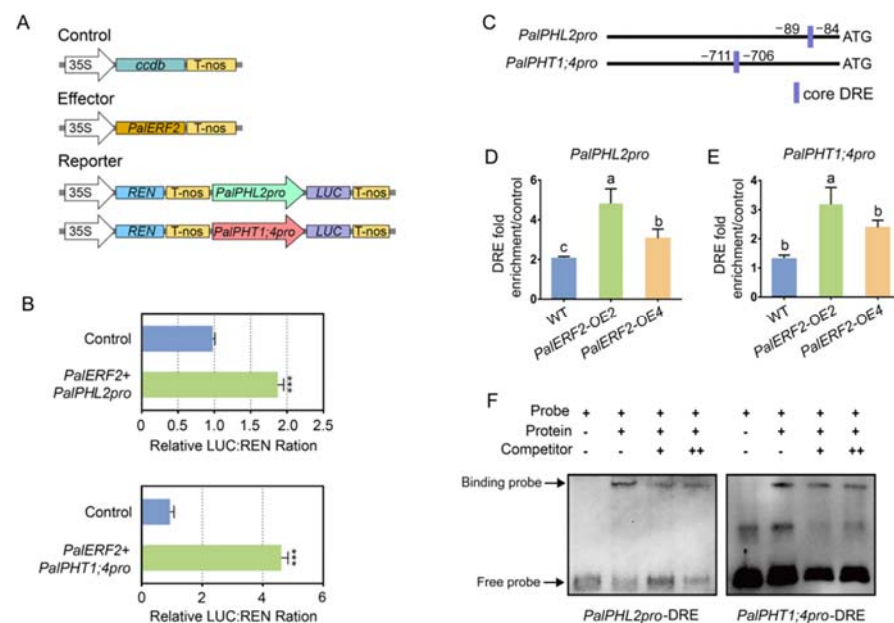 A
Control
35S ccdb T-nos
Effector
35S PalERF2 T-nos
Reporter
35S REN T-nos PalPHL2pro LUC T-nos
35S REN T-nos PalPHT1;4pro LUC T-nos
B
Control
PalERF2+
PalPHL2pro
***
0 0.5 1.0 1.5 2.0 2.5
Relative LUC:REN Ration
Control
PalERF2+
PalPHT1;4pro
***
0 2 4 6
Relative LUC:REN Ration
C
PalPHL2pro −89 −84 ATG
PalPHT1;4pro −711 −706 ATG
core DRE
D
PalPHL2pro
DRE fold
enrichment/control
6
4
2
0
c a b
WT PalERF2-OE2 PalERF2-OE4
E
PalPHT1;4pro
DRE fold
enrichment/control
5
4
3
2
1
0
b a b
WT PalERF2-OE2 PalERF2-OE4
F
Probe + + + + + + + +
Protein - + + + - + + +
Competitor - + ++ - + ++
Binding probe
Free probe
PalPHL2pro-DRE PalPHT1;4pro-DRE